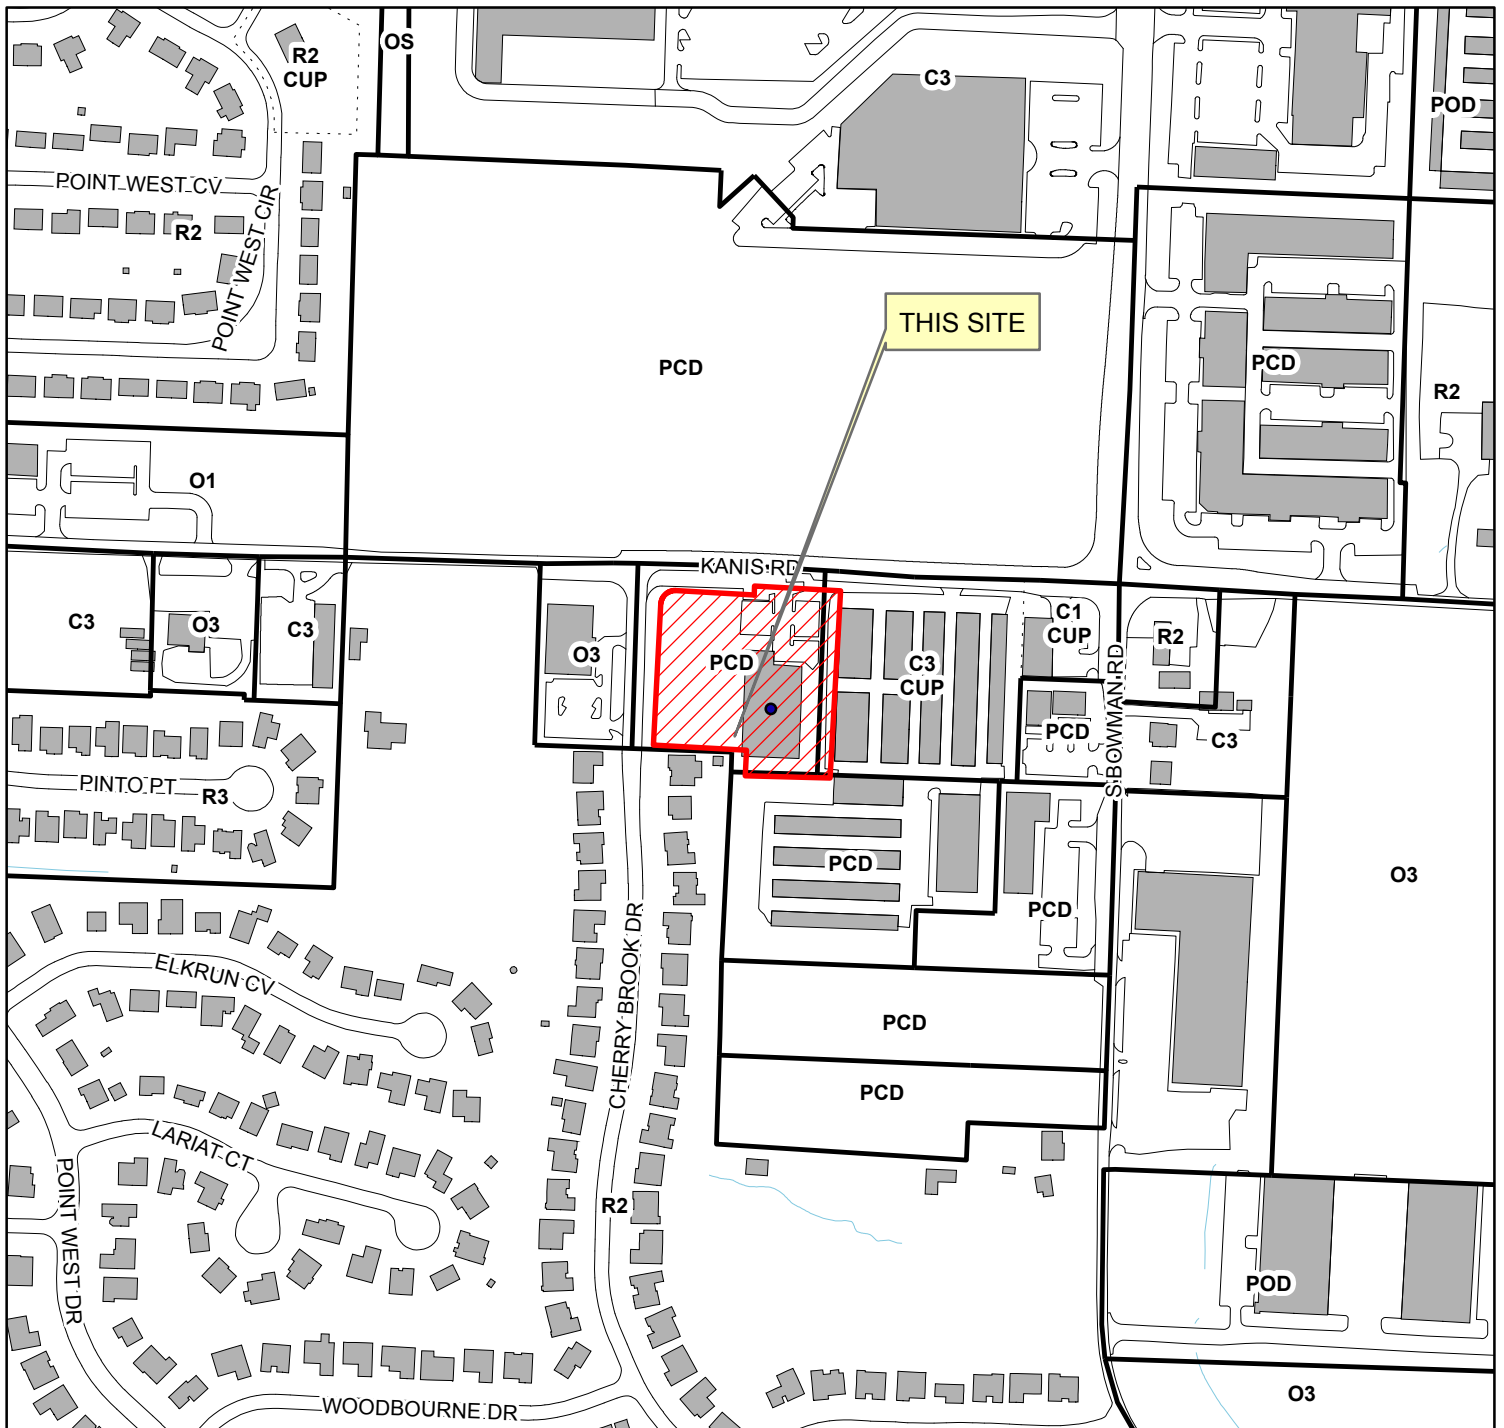 OS
R2
CUP
C3
POD
POINT WEST CV
R2
POINT WEST CIR
THIS SITE
PCD
PCD
R2
O1
KANIS RD
C3
O3
C3
O3
PCD
C3
CUP
C1
CUP
R2
S BOWMAN RD
PCD
C3
PINTO PT
R3
PCD
O3
PCD
CHERRY BROOK DR
ELKRUN CV
PCD
PCD
LARIAT CT
POINT WEST DR
R2
POD
O3
WOODBOURNE DR